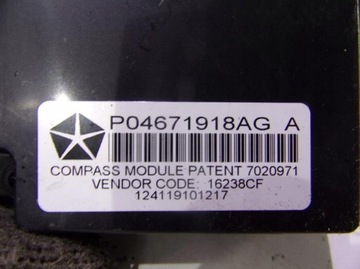 P04671918AG A
COMPASS MODULE PATENT 7020971
VENDOR CODE: 16238CF
124119101217